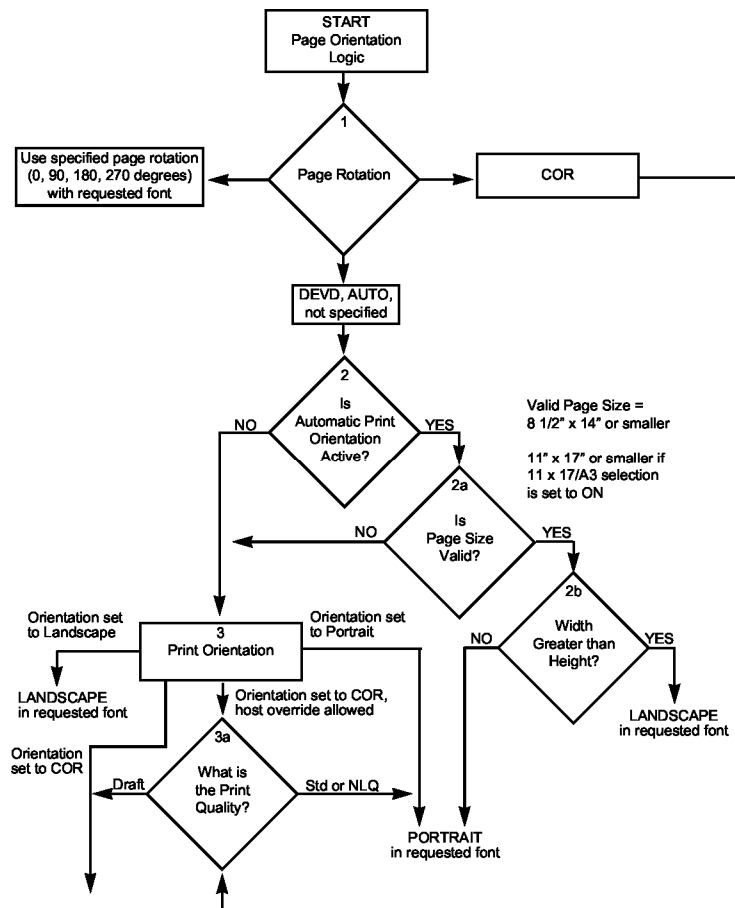 START
Page Orientation
Logic
1
Page Rotation
Use specified page rotation
(0, 90, 180, 270 degrees)
with requested font
COR
DEVD, AUTO,
not specified
2
Is
Automatic Print
Orientation
Active?
NO
YES
Valid Page Size =
8 1/2" x 14" or smaller
11" x 17" or smaller if
11 x 17/A3 selection
is set to ON
2a
Is
Page Size
Valid?
NO
YES
2b
Width
Greater than
Height?
NO
YES
LANDSCAPE
in requested font
Orientation set
to Landscape
3
Print Orientation
Orientation set
to Portrait
LANDSCAPE
in requested font
Orientation set to COR,
host override allowed
Orientation
set to COR
3a
What is
the Print
Quality?
Draft
Std or NLQ
PORTRAIT
in requested font